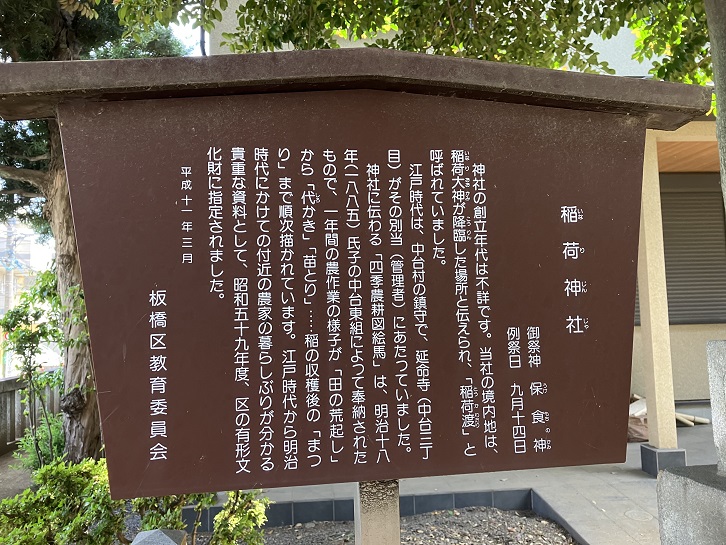 稲荷神社
御祭神　保食神
例祭日　九月十四日
神社の創立年代は不詳です。当社の境内地は、
稲荷大神が降臨した場所と伝えられ、「稲荷渡」と
呼ばれていました。
江戸時代は、中台村の鎮守で、延命寺（中台三丁
目）がその別当（管理者）にあたつていました。
神社に伝わる「四季農耕図絵馬」は、明治十八
年（一八八五）氏子の中台東組によつて奉納された
もので、一年間の農作業の様子が「田の荒起し」
から「代かき」「苗とり」……稲の収穫後の「まつ
り」まで順次描かれています。江戸時代から明治
時代にかけての付近の農家の暮らしぶりが分かる
貴重な資料として、昭和五十九年度、区の有形文
化財に指定されました。
平成十一年三月
板橋区教育委員会